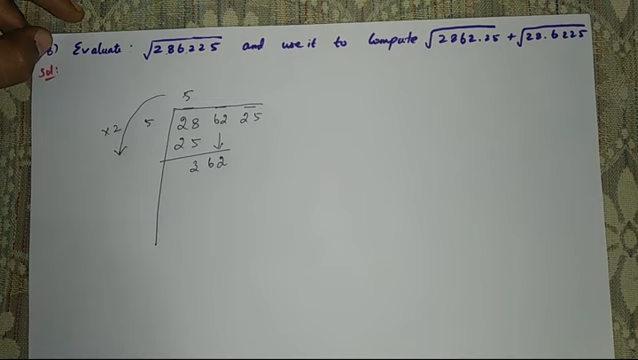 6) Evaluate: √286225 and use it to compute √2862.25 + √28.6225
Sol:
5
×2 5 28 62 25
25 ↓
3 62